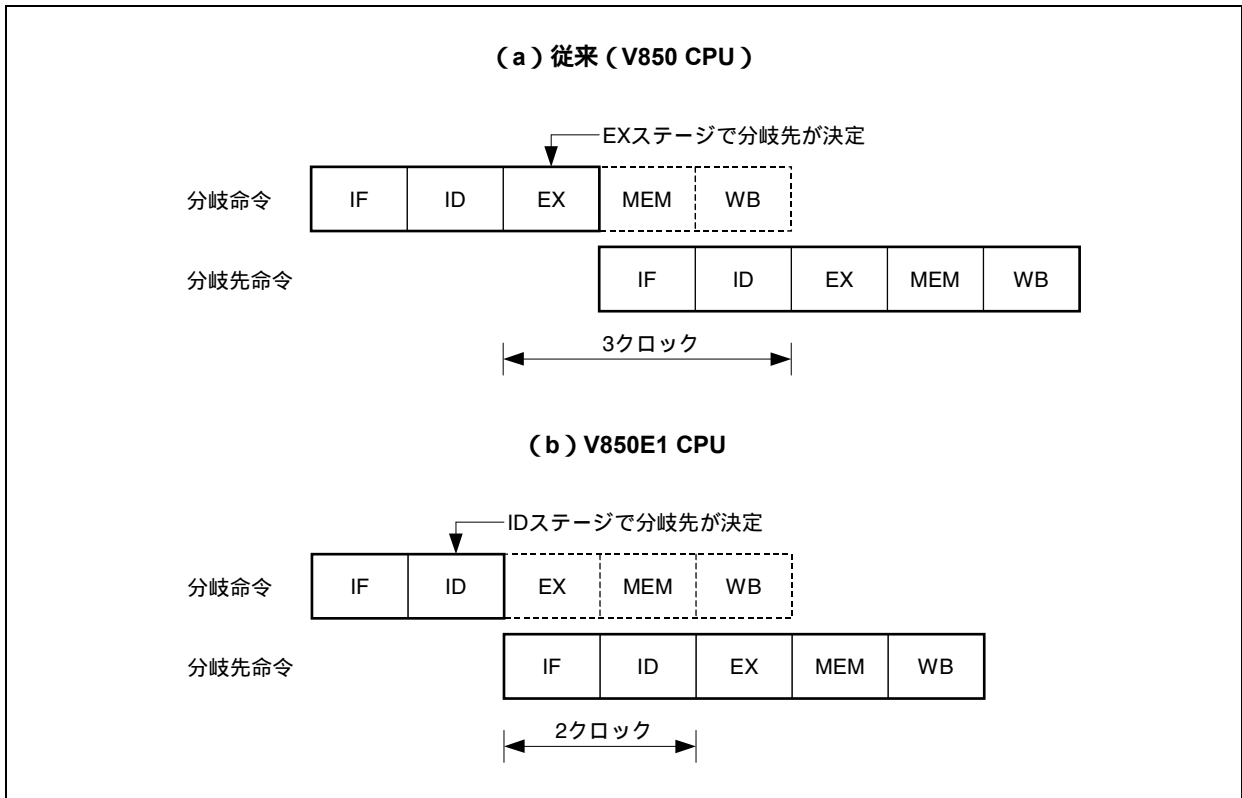 （a）従来（V850 CPU）
EXステージで分岐先が決定
分岐命令 IF ID EX MEM WB
分岐先命令 IF ID EX MEM WB
3クロック
（b）V850E1 CPU
IDステージで分岐先が決定
分岐命令 IF ID EX MEM WB
分岐先命令 IF ID EX MEM WB
2クロック